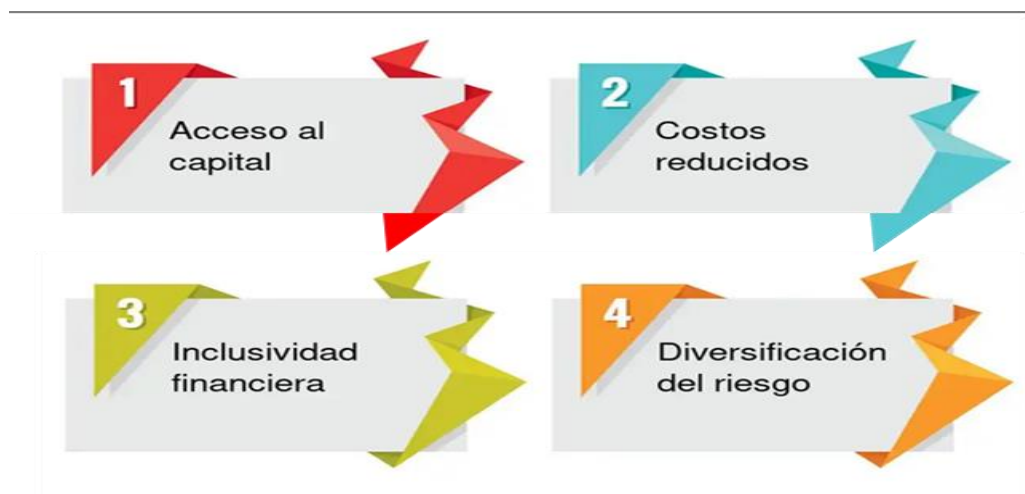 1
Acceso al
capital
2
Costos
reducidos
3
Inclusividad
financiera
4
Diversificación
del riesgo